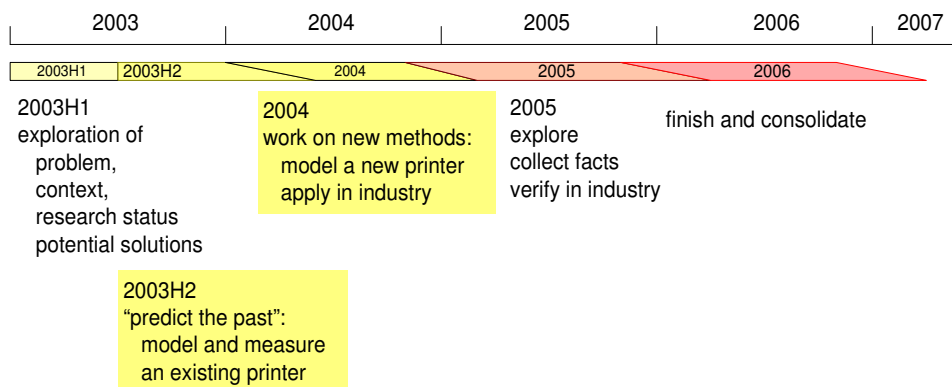 2003
2004
2005
2006
2007
2003H1
2003H2
2004
2005
2006
2003H1
exploration of
problem,
context,
research status
potential solutions
2003H2
“predict the past”:
model and measure
an existing printer
2004
work on new methods:
model a new printer
apply in industry
2005
explore
collect facts
verify in industry
finish and consolidate